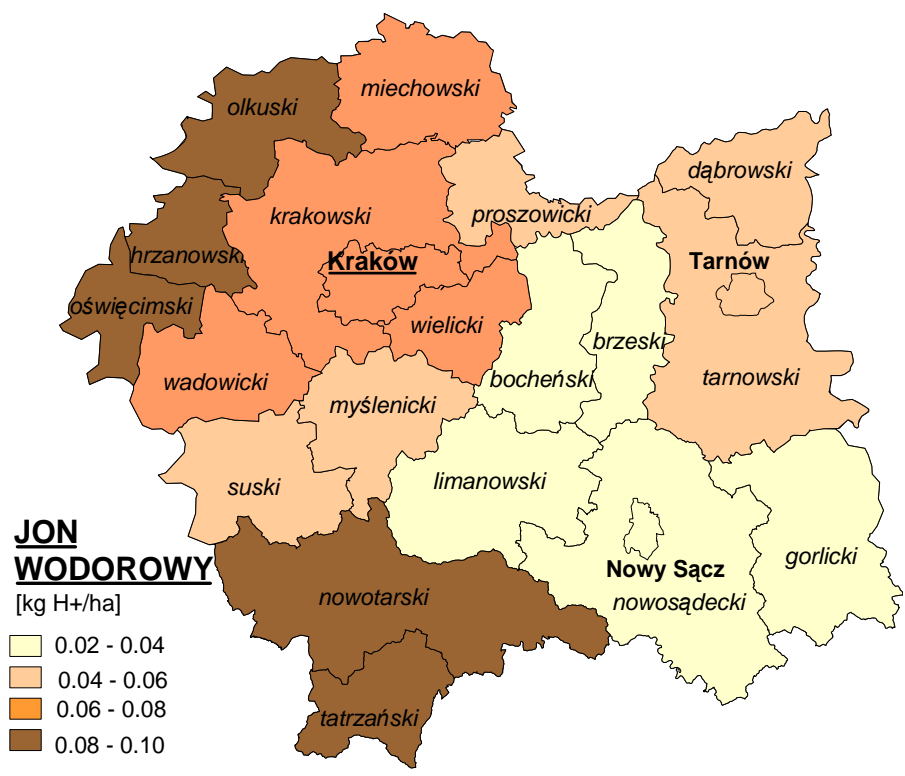 miechowski
olkuski
dąbrowski
krakowski
proszowicki
hrzanowski
Kraków
Tarnów
oświęcimski
wielicki
brzeski
wadowicki
bocheński
tarnowski
myślenicki
suski
limanowski
gorlicki
Nowy Sącz
nowosądecki
nowotarski
tatrzański
JON
WODOROWY
[kg H+/ha]
0.02 - 0.04
0.04 - 0.06
0.06 - 0.08
0.08 - 0.10